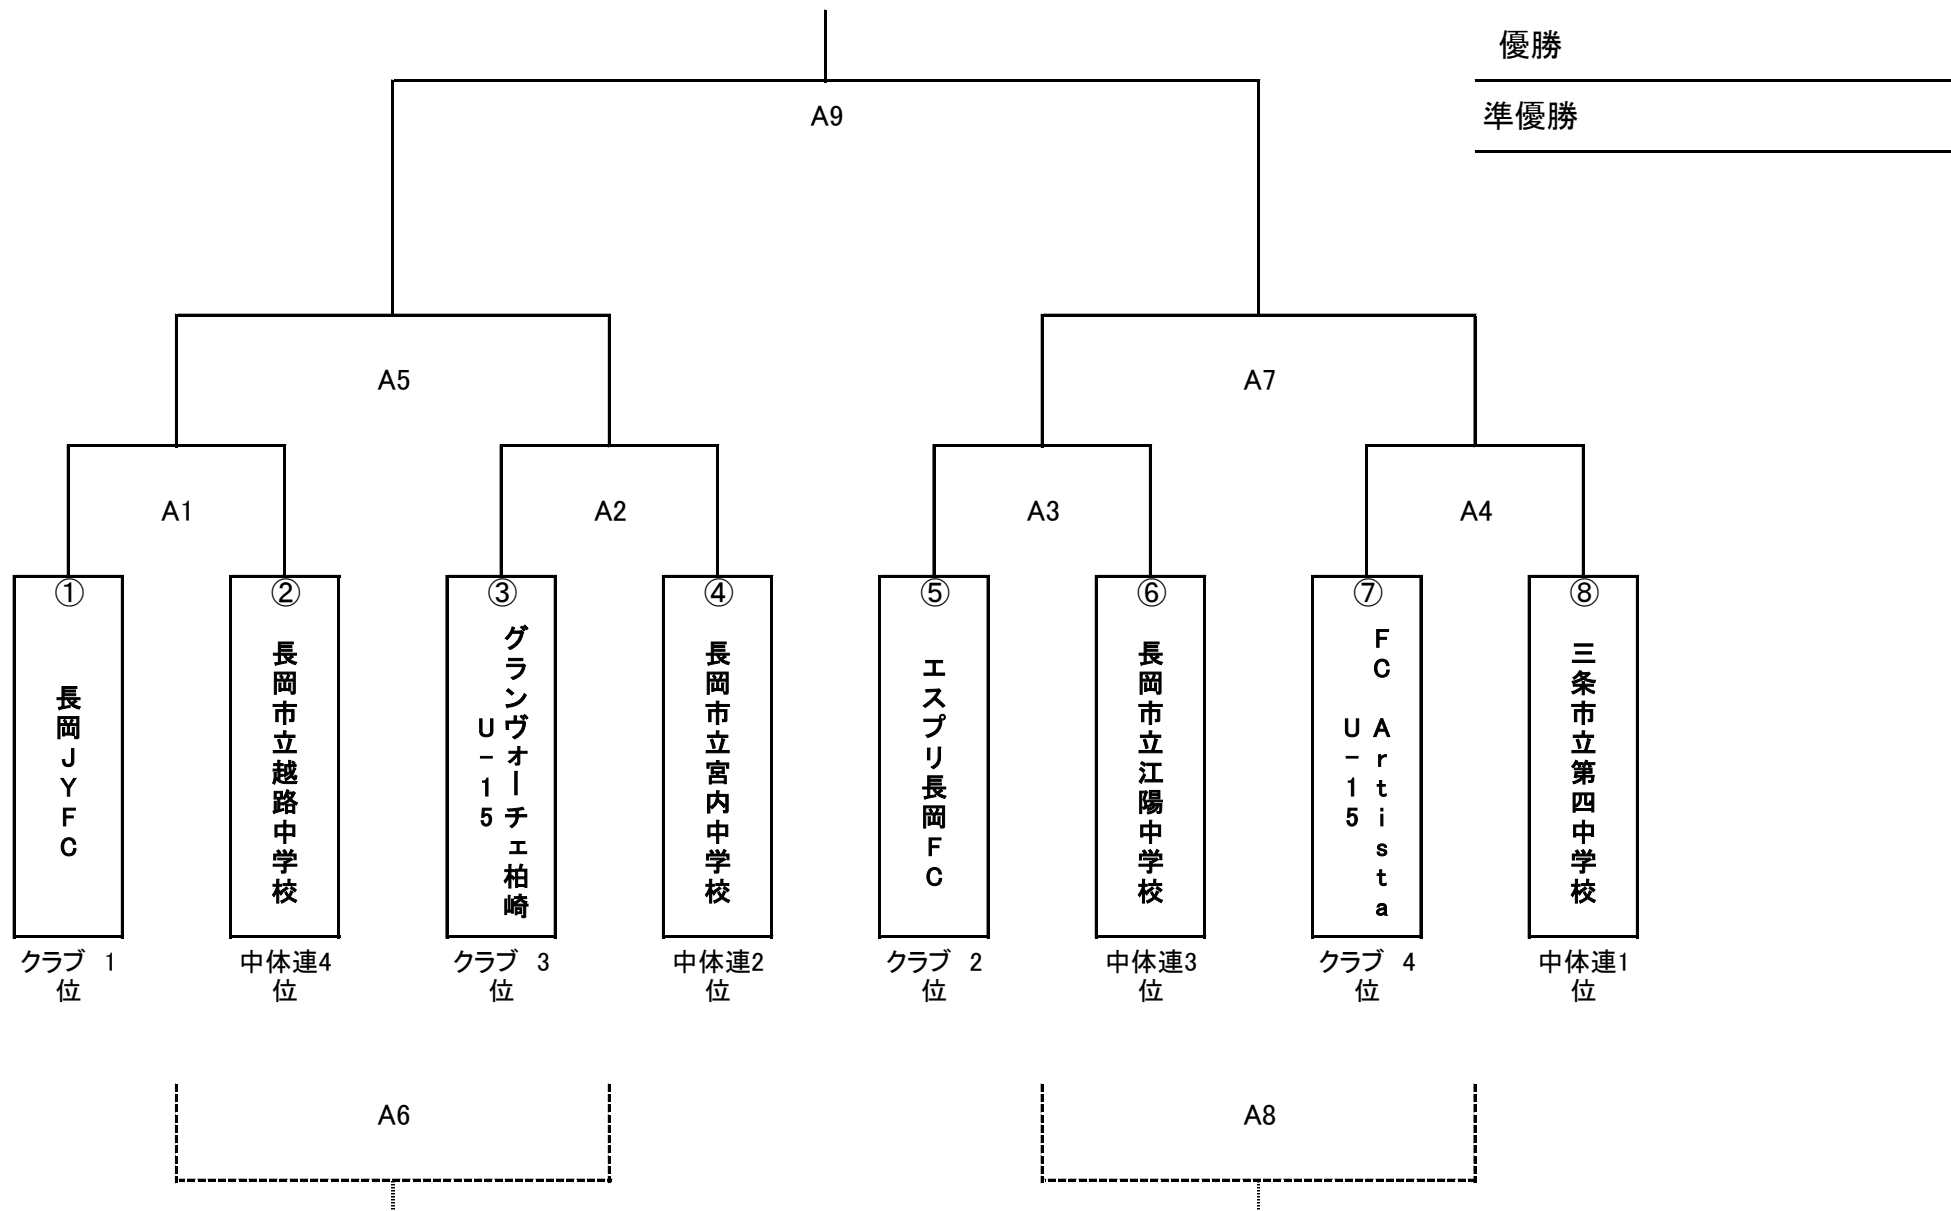 優勝
準優勝
A9
A5
A7
A1
A2
A3
A4
①
長岡JYFC
②
長岡市立越路中学校
③
グランヴォーチェ柏崎
U-15
④
長岡市立宮内中学校
⑤
エスプリ長岡FC
⑥
長岡市立江陽中学校
⑦
FC Artista
U-15
⑧
三条市立第四中学校
クラブ 1
位
中体連4
位
クラブ 3
位
中体連2
位
クラブ 2
位
中体連3
位
クラブ 4
位
中体連1
位
A6
A8